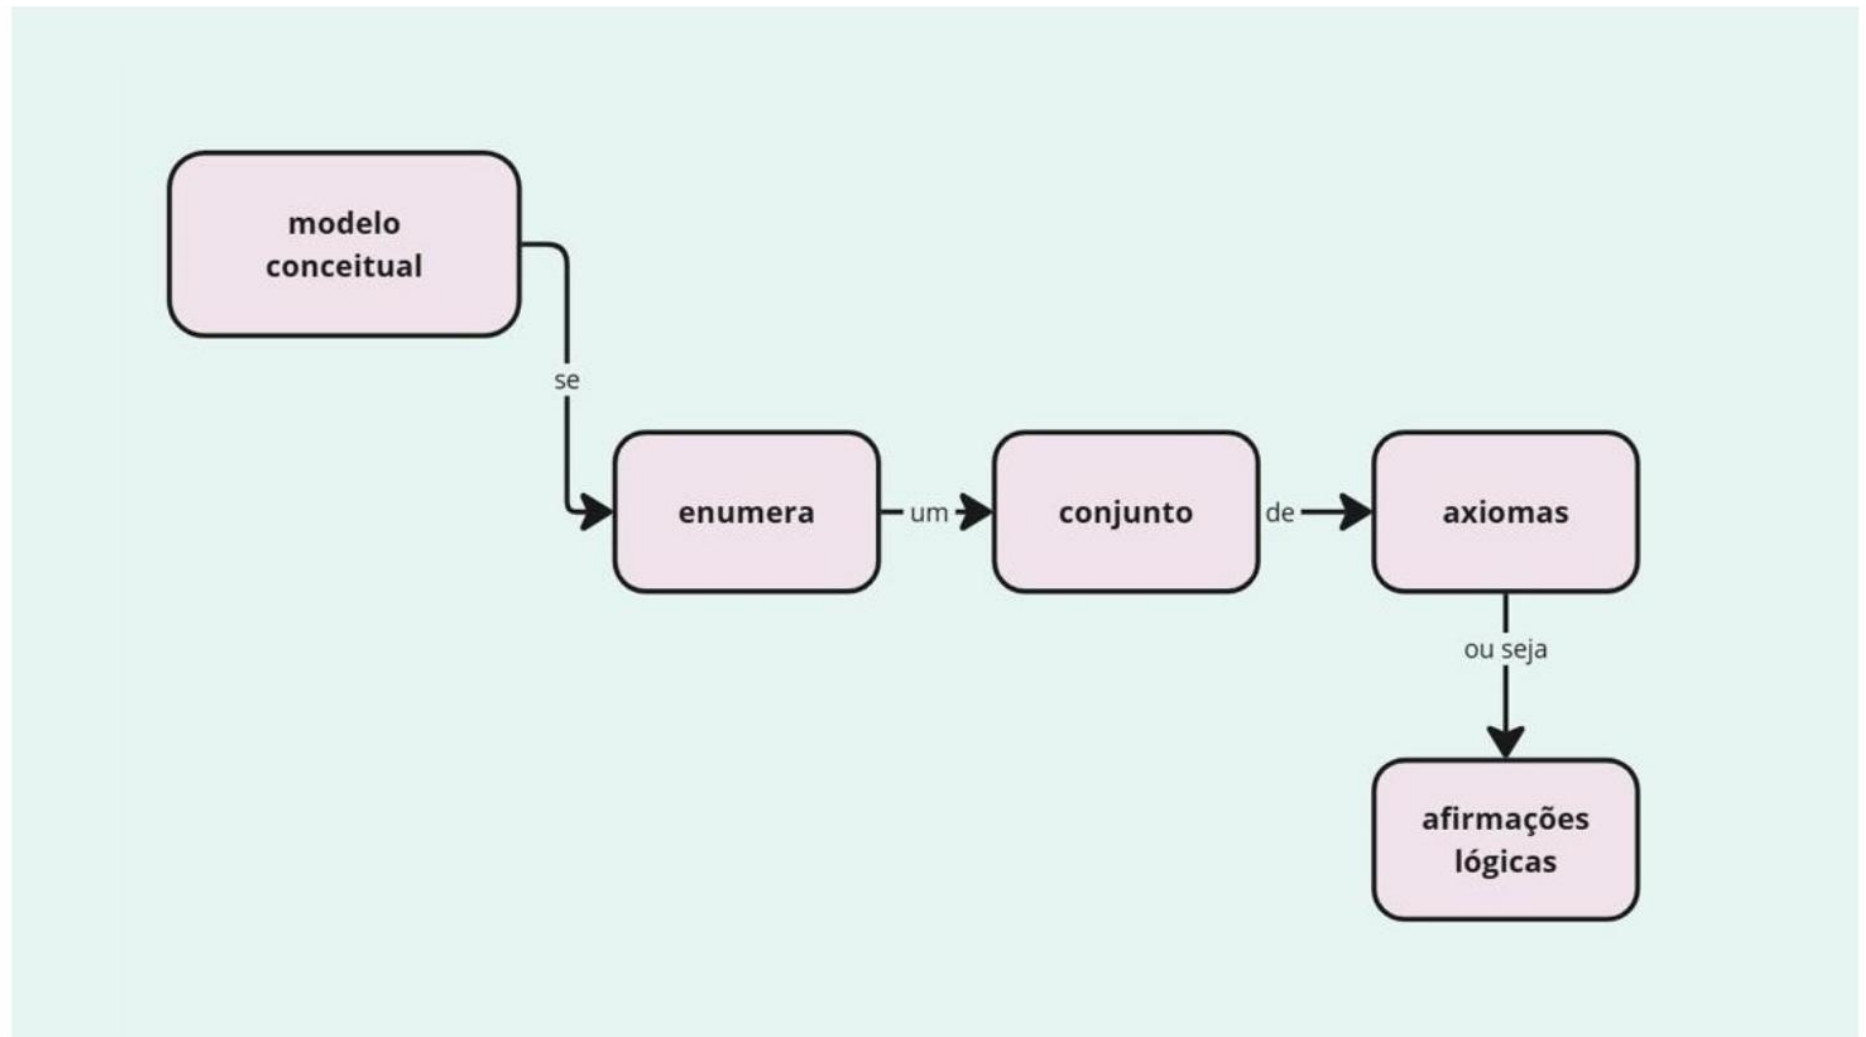 modelo
conceitual
se
enumera
um
conjunto
de
axiomas
ou seja
afirmações
lógicas